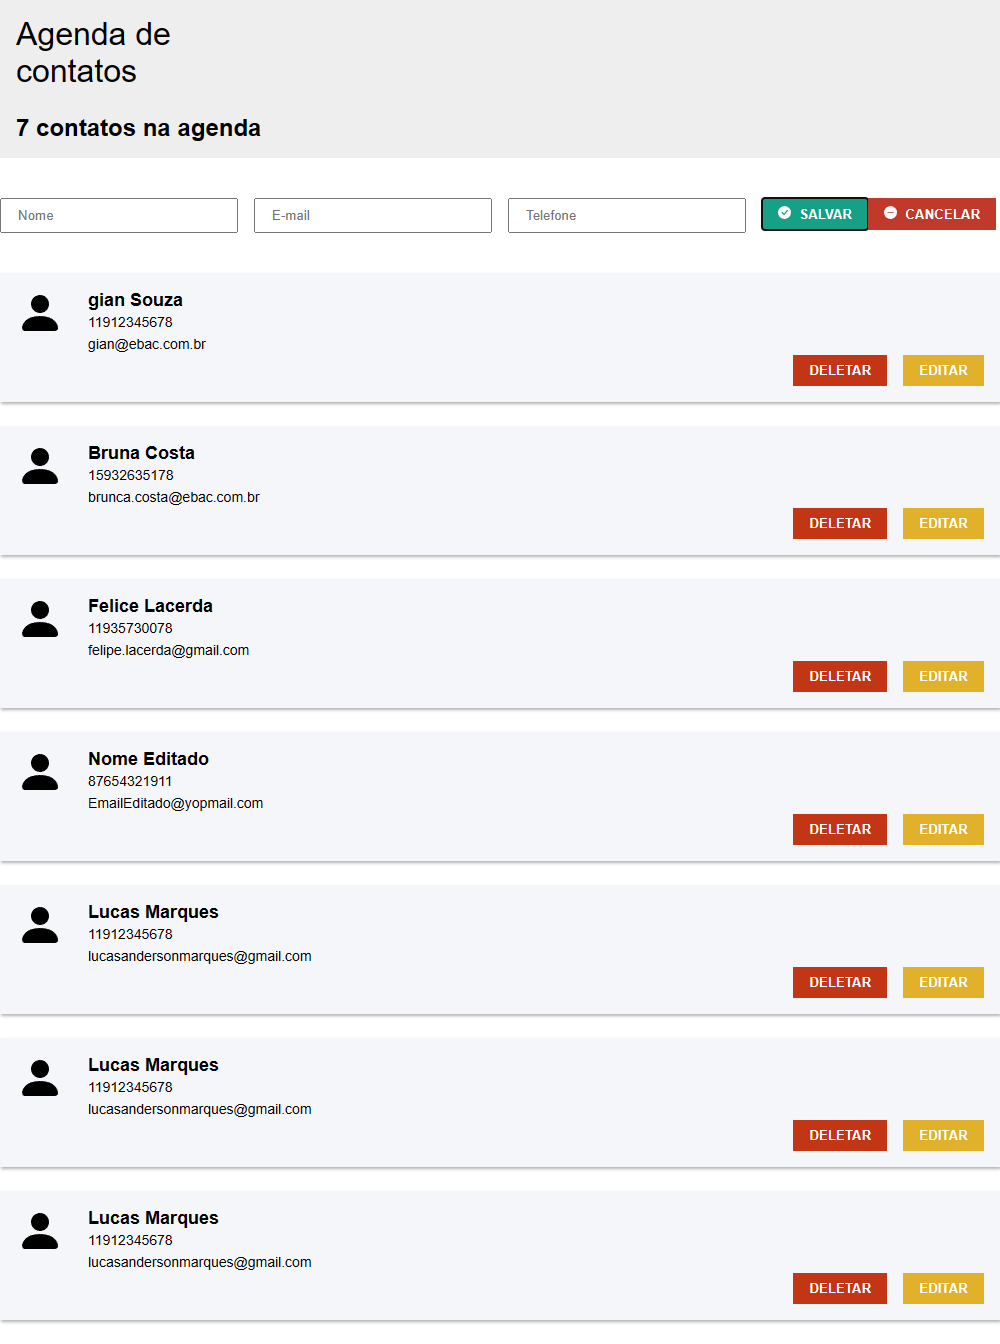 Agenda de
contatos
7 contatos na agenda
Nome E-mail Telefone SALVAR CANCELAR
gian Souza
11912345678
gian@ebac.com.br
DELETAR EDITAR
Bruna Costa
15932635178
brunca.costa@ebac.com.br
DELETAR EDITAR
Felice Lacerda
11935730078
felipe.lacerda@gmail.com
DELETAR EDITAR
Nome Editado
87654321911
EmailEditado@yopmail.com
DELETAR EDITAR
Lucas Marques
11912345678
lucasandersonmarques@gmail.com
DELETAR EDITAR
Lucas Marques
11912345678
lucasandersonmarques@gmail.com
DELETAR EDITAR
Lucas Marques
11912345678
lucasandersonmarques@gmail.com
DELETAR EDITAR